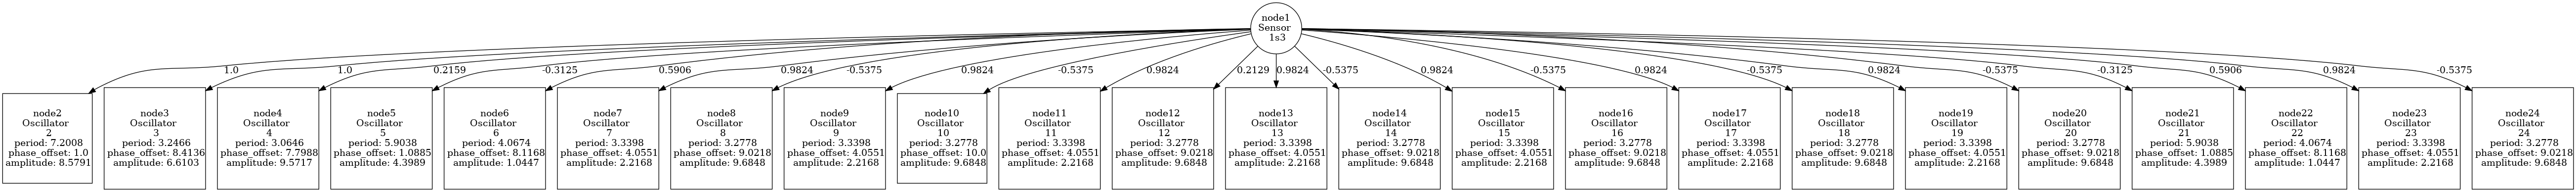 node1
Sensor
1s3
1.0
1.0
0.2159
-0.3125
0.5906
0.9824
-0.5375
0.9824
-0.5375
0.9824
0.2129
0.9824
-0.5375
0.9824
-0.5375
0.9824
-0.5375
0.9824
-0.5375
-0.3125
0.5906
0.9824
-0.5375
node2
Oscillator
2
period: 7.2008
phase_offset: 1.0
amplitude: 8.5791
node3
Oscillator
3
period: 3.2466
phase_offset: 8.4136
amplitude: 6.6103
node4
Oscillator
4
period: 3.0646
phase_offset: 7.7988
amplitude: 9.5717
node5
Oscillator
5
period: 5.9038
phase_offset: 1.0885
amplitude: 4.3989
node6
Oscillator
6
period: 4.0674
phase_offset: 8.1168
amplitude: 1.0447
node7
Oscillator
7
period: 3.3398
phase_offset: 4.0551
amplitude: 2.2168
node8
Oscillator
8
period: 3.2778
phase_offset: 9.0218
amplitude: 9.6848
node9
Oscillator
9
period: 3.3398
phase_offset: 4.0551
amplitude: 2.2168
node10
Oscillator
10
period: 3.2778
phase_offset: 10.0
amplitude: 9.6848
node11
Oscillator
11
period: 3.3398
phase_offset: 4.0551
amplitude: 2.2168
node12
Oscillator
12
period: 3.2778
phase_offset: 9.0218
amplitude: 9.6848
node13
Oscillator
13
period: 3.3398
phase_offset: 4.0551
amplitude: 2.2168
node14
Oscillator
14
period: 3.2778
phase_offset: 9.0218
amplitude: 9.6848
node15
Oscillator
15
period: 3.3398
phase_offset: 4.0551
amplitude: 2.2168
node16
Oscillator
16
period: 3.2778
phase_offset: 9.0218
amplitude: 9.6848
node17
Oscillator
17
period: 3.3398
phase_offset: 4.0551
amplitude: 2.2168
node18
Oscillator
18
period: 3.2778
phase_offset: 9.0218
amplitude: 9.6848
node19
Oscillator
19
period: 3.3398
phase_offset: 4.0551
amplitude: 2.2168
node20
Oscillator
20
period: 3.2778
phase_offset: 9.0218
amplitude: 9.6848
node21
Oscillator
21
period: 5.9038
phase_offset: 1.0885
amplitude: 4.3989
node22
Oscillator
22
period: 4.0674
phase_offset: 8.1168
amplitude: 1.0447
node23
Oscillator
23
period: 3.3398
phase_offset: 4.0551
amplitude: 2.2168
node24
Oscillator
24
period: 3.2778
phase_offset: 9.0218
amplitude: 9.6848